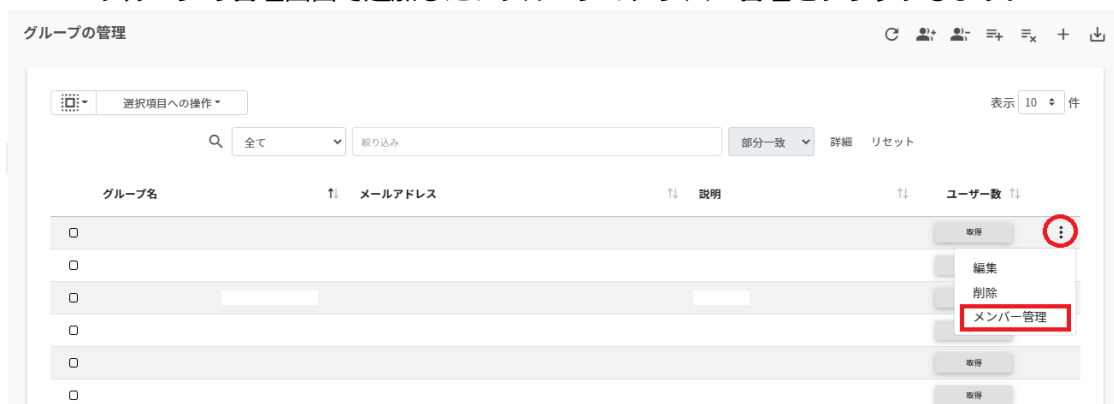 グループの管理
選択項目への操作
表示 10 件
全て 絞り込み 部分一致 詳細 リセット
グループ名 メールアドレス 説明 ユーザー数
取得
編集
削除
メンバー管理
取得
取得